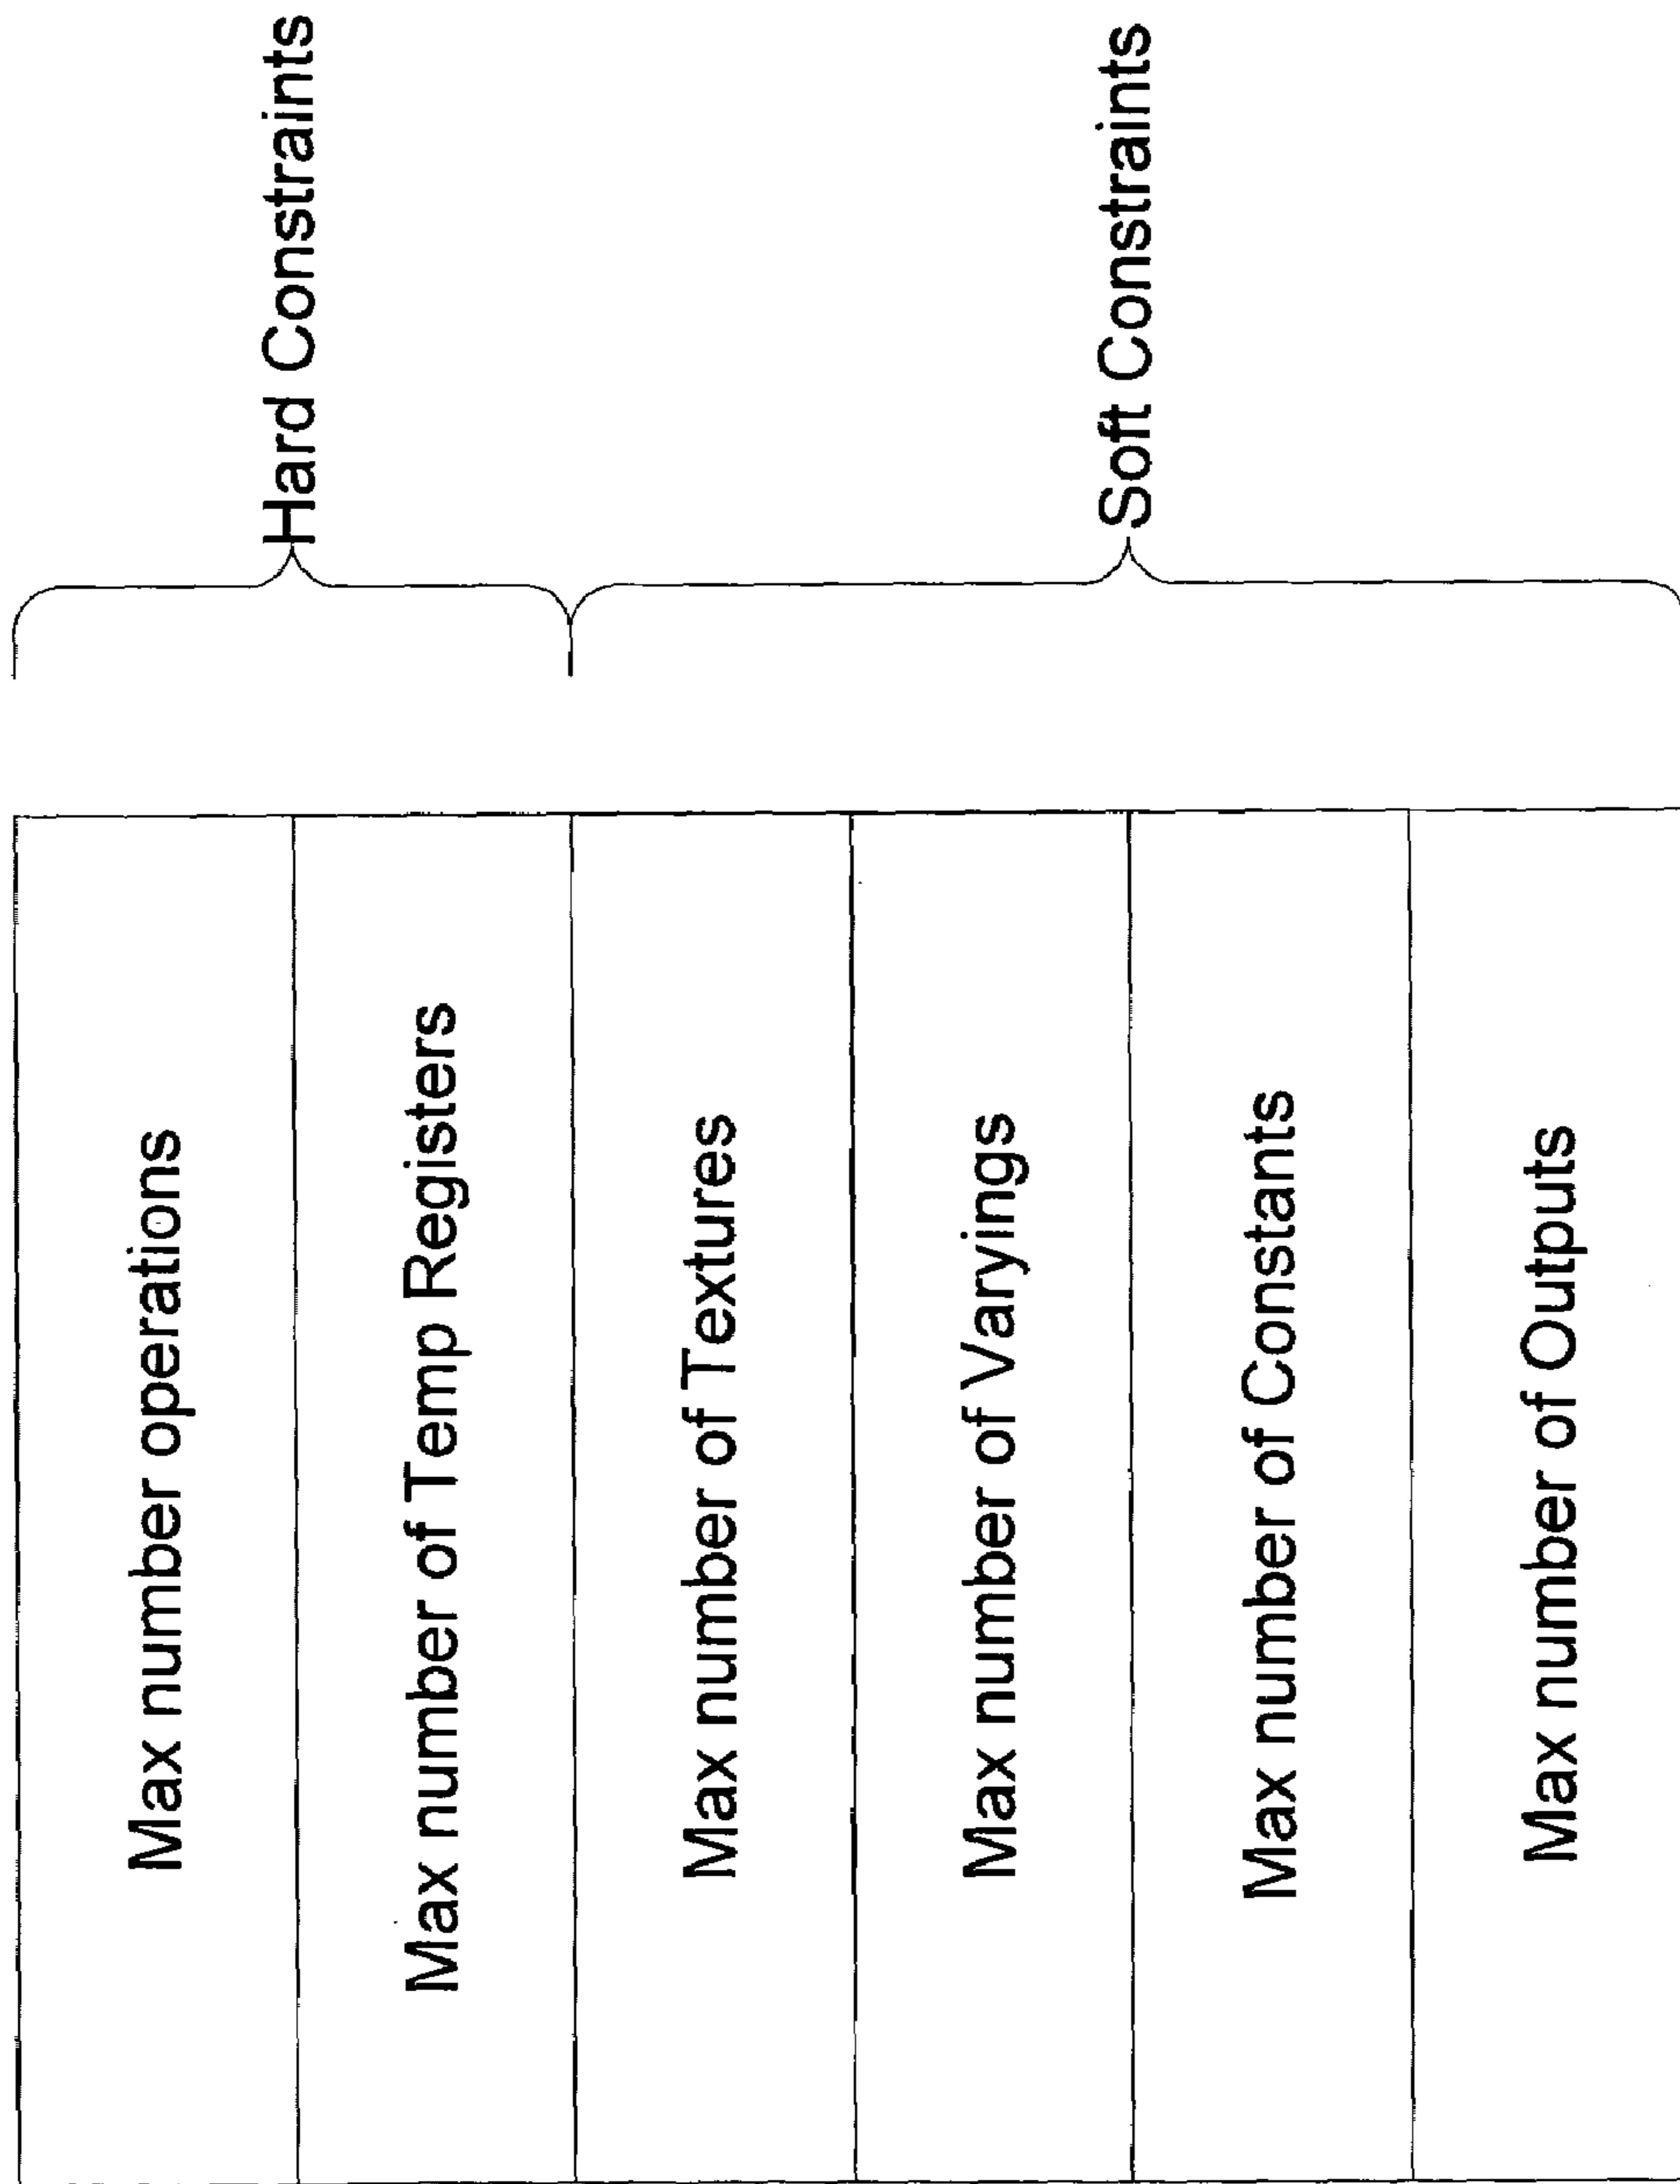 Max number operations
Max number of Temp Registers
Max number of Textures
Max number of Varyings
Max number of Constants
Max number of Outputs
Hard Constraints
Soft Constraints